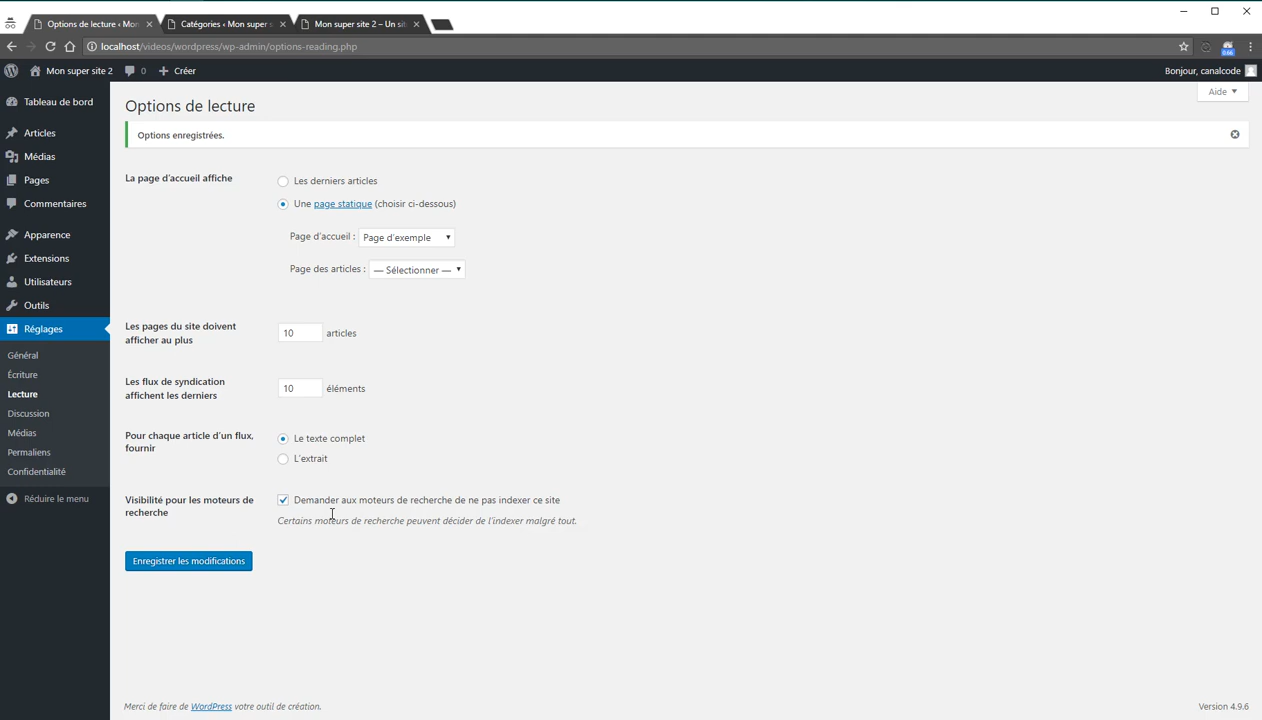 Options de lecture ‹ Mon
Catégories ‹ Mon super s
Mon super site 2 – Un sit
localhost/videos/wordpress/wp-admin/options-reading.php
0.66
Mon super site 2
0
Créer
Bonjour, canalcode
Tableau de bord
Articles
Médias
Pages
Commentaires
Apparence
Extensions
Utilisateurs
Outils
Réglages
Général
Écriture
Lecture
Discussion
Médias
Permaliens
Confidentialité
Réduire le menu
Aide
Options de lecture
Options enregistrées.
La page d'accueil affiche
Les derniers articles
Une page statique (choisir ci-dessous)
Page d'accueil : Page d'exemple
Page des articles : — Sélectionner —
Les pages du site doivent
afficher au plus
10 articles
Les flux de syndication
affichent les derniers
10 éléments
Pour chaque article d'un flux,
fournir
Le texte complet
L'extrait
Visibilité pour les moteurs de
recherche
Demander aux moteurs de recherche de ne pas indexer ce site
Certains moteurs de recherche peuvent décider de l'indexer malgré tout.
Enregistrer les modifications
Merci de faire de WordPress votre outil de création.
Version 4.9.6